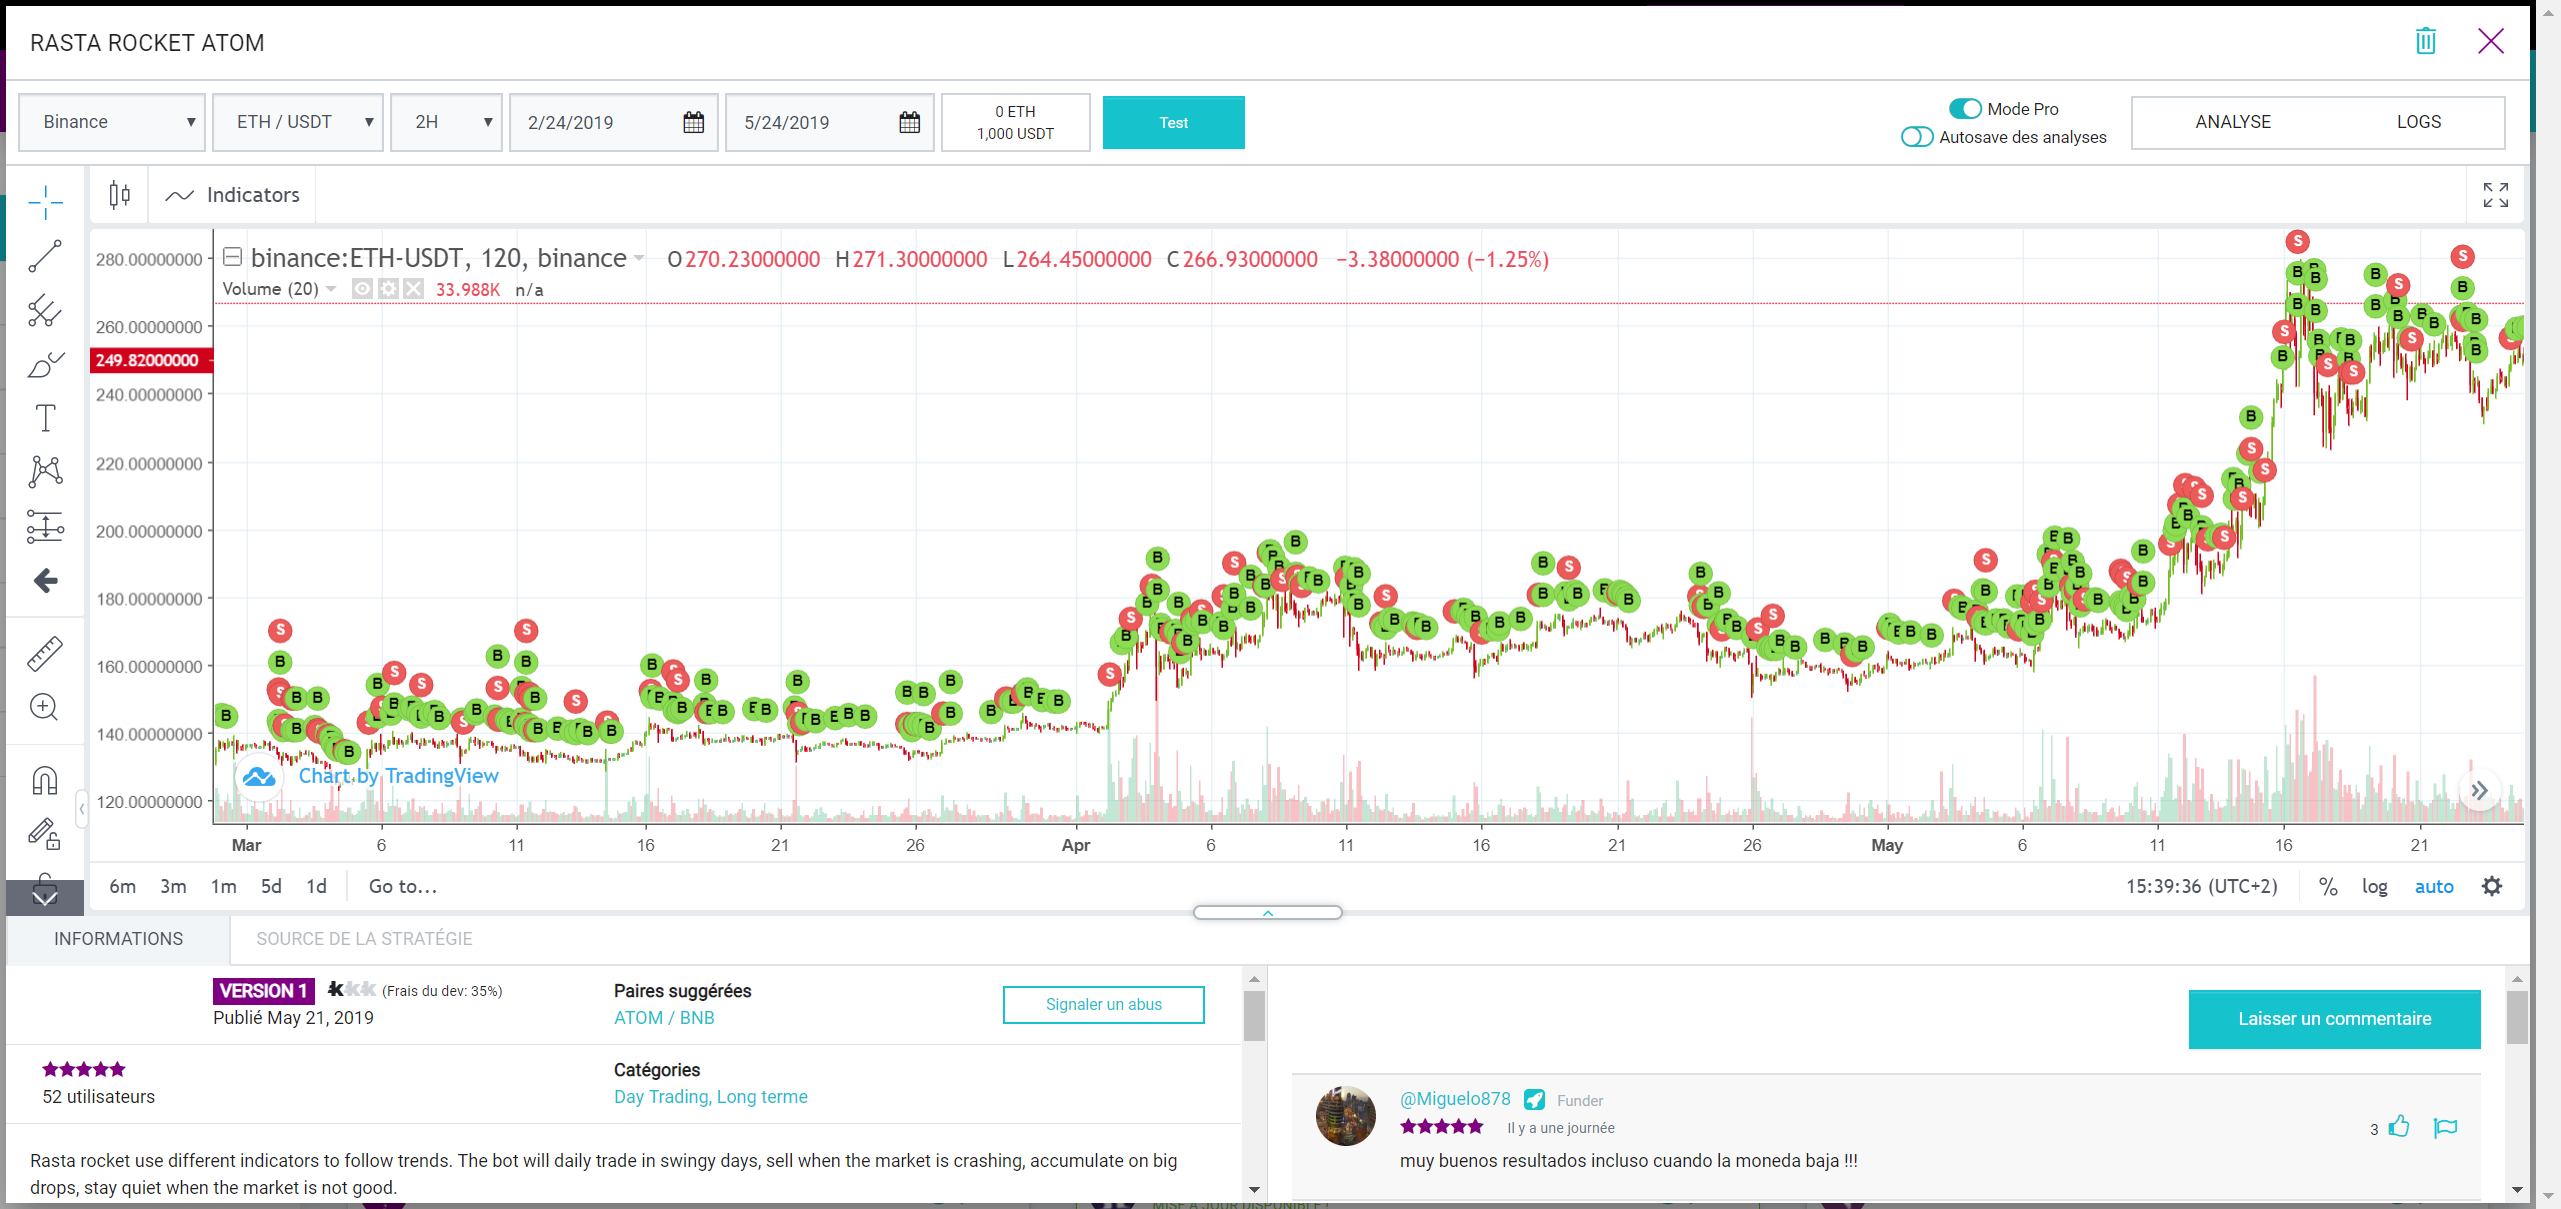 RASTA ROCKET ATOM
Binance
ETH / USDT
2H
2/24/2019
5/24/2019
0 ETH
1,000 USDT
Test
Mode Pro
Autosave des analyses
ANALYSE
LOGS
Indicators
binance:ETH-USDT, 120, binance
O270.23000000 H271.30000000 L264.45000000 C266.93000000 −3.38000000 (−1.25%)
Volume (20)
33.988K n/a
280.00000000
260.00000000
249.82000000
240.00000000
220.00000000
200.00000000
180.00000000
160.00000000
140.00000000
120.00000000
Chart by TradingView
Mar 6 11 16 21 26 Apr 6 11 16 21 26 May 6 11 16 21
6m 3m 1m 5d 1d Go to...
15:39:36 (UTC+2) % log auto
INFORMATIONS
SOURCE DE LA STRATÉGIE
VERSION 1
(Frais du dev: 35%)
Publié May 21, 2019
Paires suggérées
ATOM / BNB
Signaler un abus
52 utilisateurs
Catégories
Day Trading, Long terme
Rasta rocket use different indicators to follow trends. The bot will daily trade in swingy days, sell when the market is crashing, accumulate on big
drops, stay quiet when the market is not good.
Laisser un commentaire
@Miguelo878
Funder
Il y a une journée
3
muy buenos resultados incluso cuando la moneda baja !!!